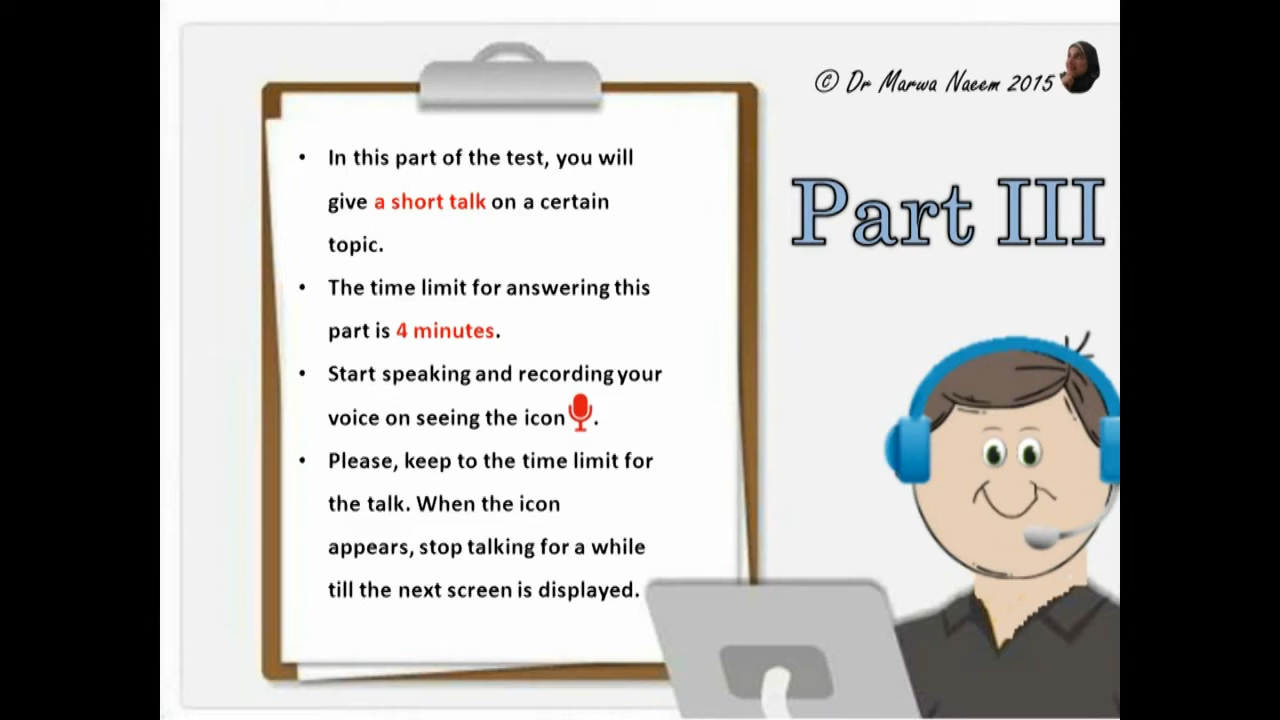 © Dr Marwa Naeem 2015
Part III
• In this part of the test, you will
give a short talk on a certain
topic.
• The time limit for answering this
part is 4 minutes.
• Start speaking and recording your
voice on seeing the icon .
• Please, keep to the time limit for
the talk. When the icon
appears, stop talking for a while
till the next screen is displayed.